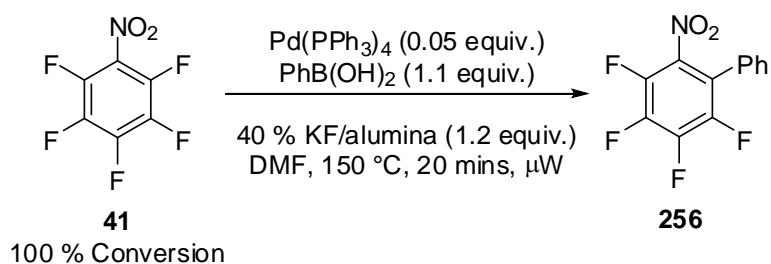 NO₂
F
F
F
F
F
41
100 % Conversion
Pd(PPh₃)₄ (0.05 equiv.)
PhB(OH)₂ (1.1 equiv.)
40 % KF/alumina (1.2 equiv.)
DMF, 150 °C, 20 mins, μW
NO₂
F
Ph
F
F
F
256